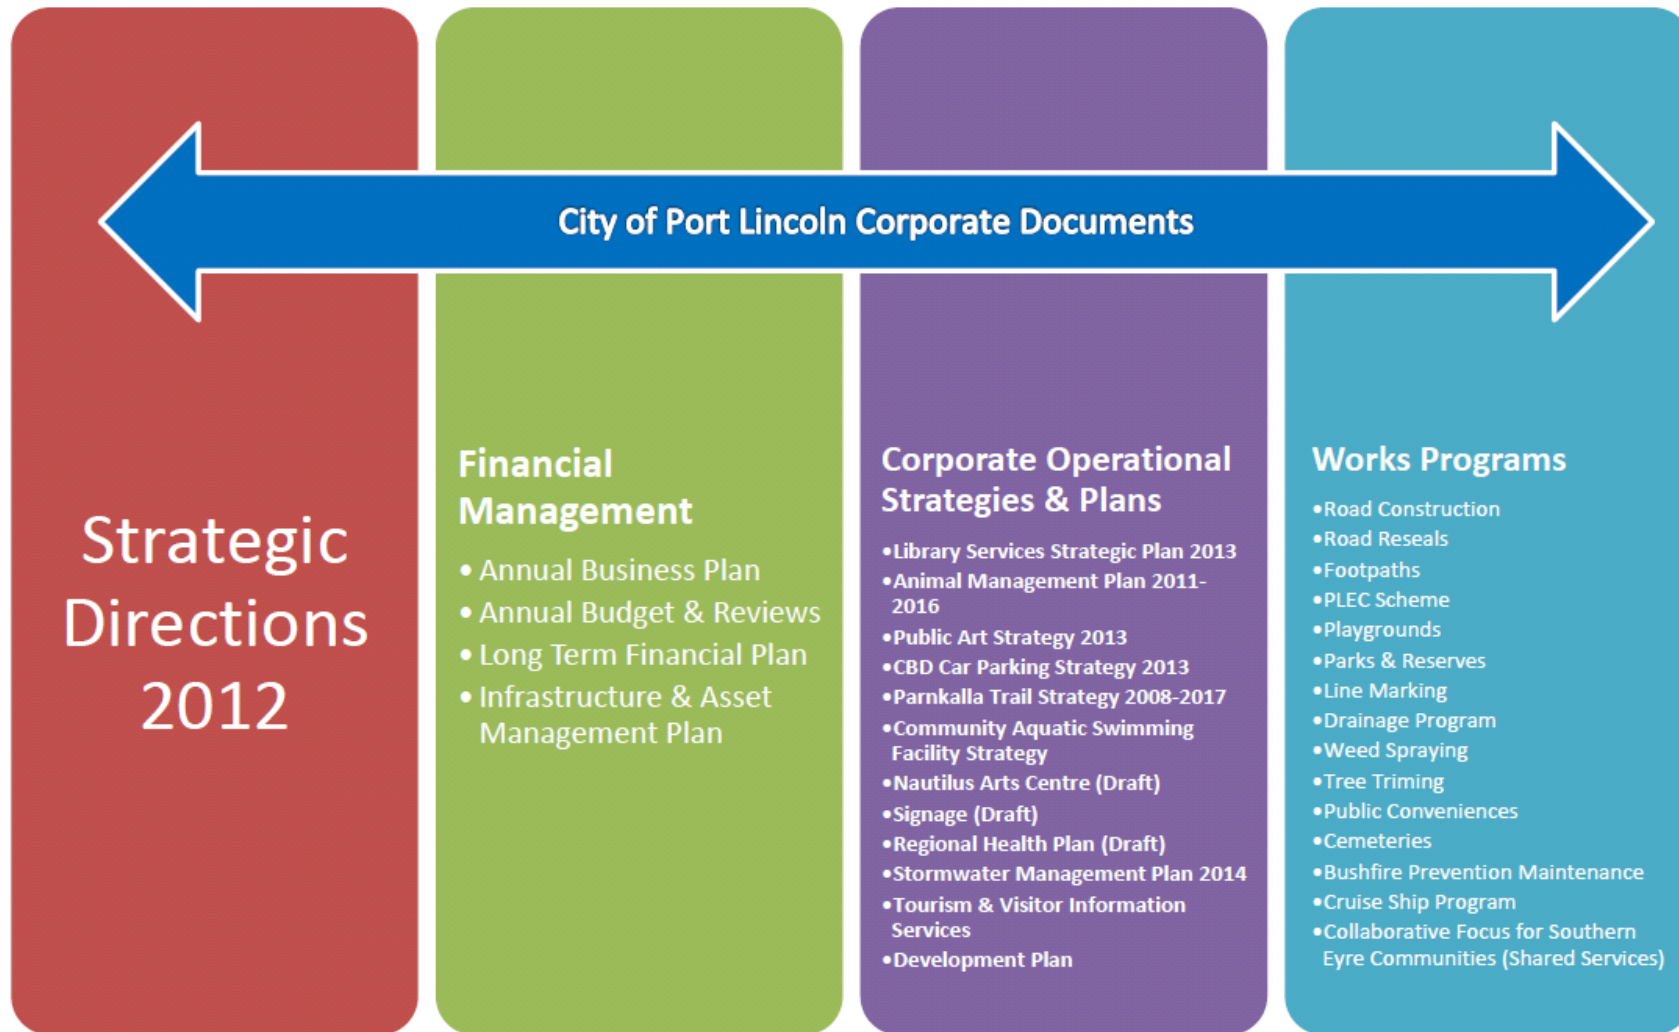 City of Port Lincoln Corporate Documents
Strategic
Directions
2012
Financial
Management
• Annual Business Plan
• Annual Budget & Reviews
• Long Term Financial Plan
• Infrastructure & Asset
Management Plan
Corporate Operational
Strategies & Plans
•Library Services Strategic Plan 2013
•Animal Management Plan 2011-
2016
•Public Art Strategy 2013
•CBD Car Parking Strategy 2013
•Parnkalla Trail Strategy 2008-2017
•Community Aquatic Swimming
Facility Strategy
•Nautilus Arts Centre (Draft)
•Signage (Draft)
•Regional Health Plan (Draft)
•Stormwater Management Plan 2014
•Tourism & Visitor Information
Services
•Development Plan
Works Programs
•Road Construction
•Road Reseals
•Footpaths
•PLEC Scheme
•Playgrounds
•Parks & Reserves
•Line Marking
•Drainage Program
•Weed Spraying
•Tree Triming
•Public Conveniences
•Cemeteries
•Bushfire Prevention Maintenance
•Cruise Ship Program
•Collaborative Focus for Southern
Eyre Communities (Shared Services)